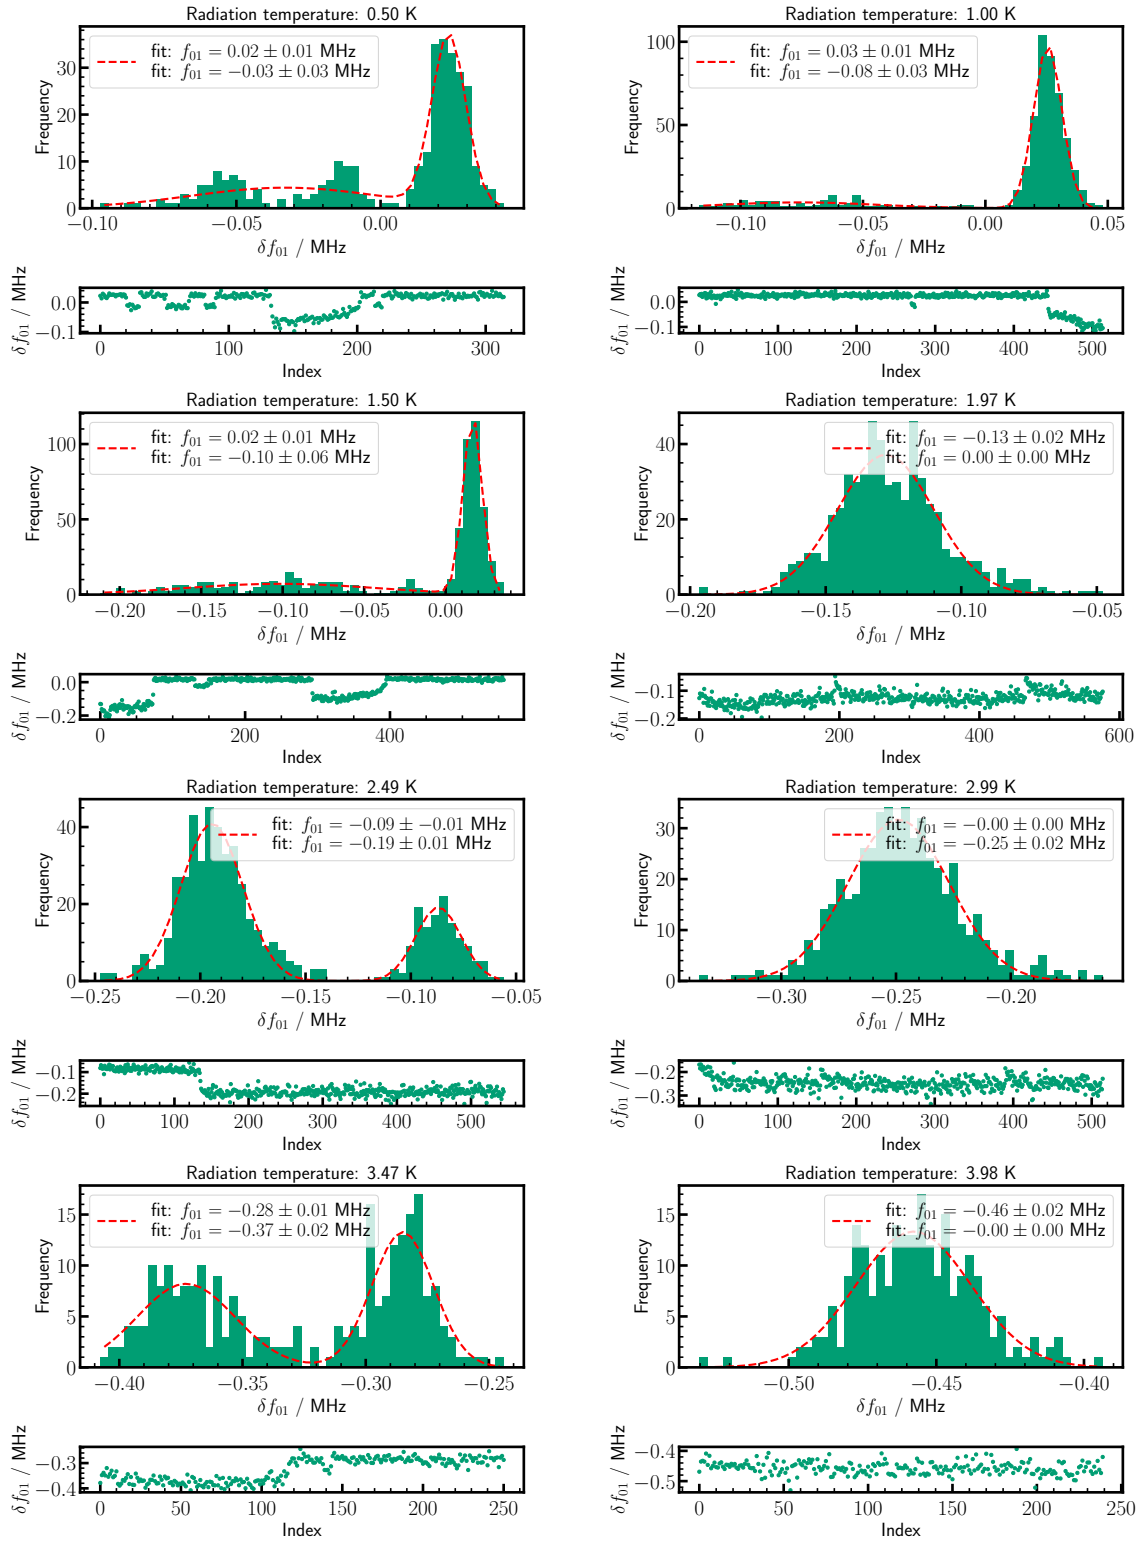 Radiation temperature: 0.50 K
fit: f01 = 0.02 ± 0.01 MHz
fit: f01 = −0.03 ± 0.03 MHz
Frequency
30
20
10
0
−0.10 −0.05 0.00
δf01 / MHz
δf01 / MHz
0.0
−0.1
0 100 200 300
Index
Radiation temperature: 1.00 K
fit: f01 = 0.03 ± 0.01 MHz
fit: f01 = −0.08 ± 0.03 MHz
Frequency
100
50
0
−0.10 −0.05 0.00 0.05
δf01 / MHz
δf01 / MHz
0.0
−0.1
0 100 200 300 400 500
Index
Radiation temperature: 1.50 K
fit: f01 = 0.02 ± 0.01 MHz
fit: f01 = −0.10 ± 0.06 MHz
Frequency
100
50
0
−0.20 −0.15 −0.10 −0.05 0.00
δf01 / MHz
δf01 / MHz
0.0
−0.2
0 200 400
Index
Radiation temperature: 1.97 K
fit: f01 = −0.13 ± 0.02 MHz
fit: f01 = 0.00 ± 0.00 MHz
Frequency
40
20
0
−0.20 −0.15 −0.10 −0.05
δf01 / MHz
δf01 / MHz
−0.1
−0.2
0 100 200 300 400 500 600
Index
Radiation temperature: 2.49 K
fit: f01 = −0.09 ± −0.01 MHz
fit: f01 = −0.19 ± 0.01 MHz
Frequency
40
20
0
−0.25 −0.20 −0.15 −0.10 −0.05
δf01 / MHz
δf01 / MHz
−0.1
−0.2
0 100 200 300 400 500
Index
Radiation temperature: 2.99 K
fit: f01 = −0.00 ± 0.00 MHz
fit: f01 = −0.25 ± 0.02 MHz
Frequency
30
20
10
0
−0.30 −0.25 −0.20
δf01 / MHz
δf01 / MHz
−0.2
−0.3
0 100 200 300 400 500
Index
Radiation temperature: 3.47 K
fit: f01 = −0.28 ± 0.01 MHz
fit: f01 = −0.37 ± 0.02 MHz
Frequency
15
10
5
0
−0.40 −0.35 −0.30 −0.25
δf01 / MHz
δf01 / MHz
−0.3
−0.4
0 50 100 150 200 250
Index
Radiation temperature: 3.98 K
fit: f01 = −0.46 ± 0.02 MHz
fit: f01 = −0.00 ± 0.00 MHz
Frequency
15
10
5
0
−0.50 −0.45 −0.40
δf01 / MHz
δf01 / MHz
−0.4
−0.5
0 50 100 150 200 250
Index